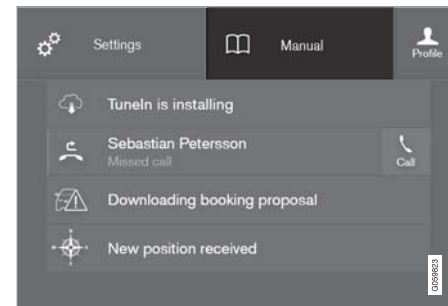 Settings
Manual
Profile
TuneIn is installing
Sebastian Petersson
Missed call
Call
Downloading booking proposal
New position received
G059823